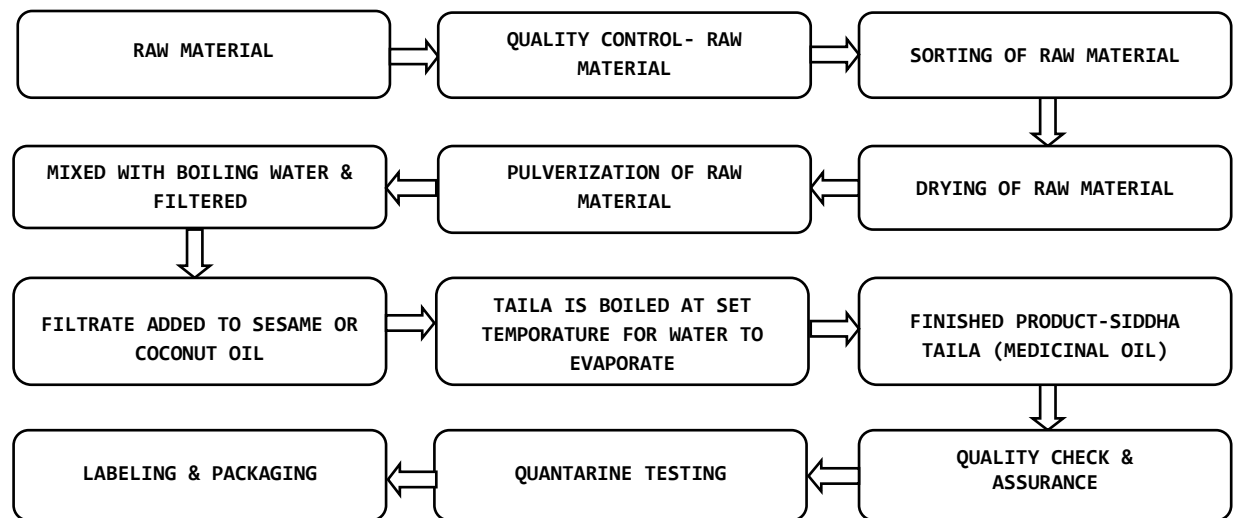 RAW MATERIAL
QUALITY CONTROL- RAW
MATERIAL
SORTING OF RAW MATERIAL
DRYING OF RAW MATERIAL
PULVERIZATION OF RAW
MATERIAL
MIXED WITH BOILING WATER &
FILTERED
FILTRATE ADDED TO SESAME OR
COCONUT OIL
TAILA IS BOILED AT SET
TEMPORATURE FOR WATER TO
EVAPORATE
FINISHED PRODUCT-SIDDHA
TAILA (MEDICINAL OIL)
QUALITY CHECK &
ASSURANCE
QUANTARINE TESTING
LABELING & PACKAGING